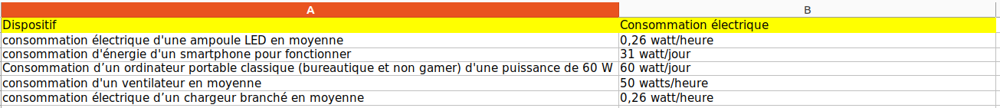 A B
Dispositif Consommation électrique
consommation électrique d'une ampoule LED en moyenne 0,26 watt/heure
consommation d'énergie d'un smartphone pour fonctionner 31 watt/jour
Consommation d’un ordinateur portable classique (bureautique et non gamer) d'une puissance de 60 W 60 watt/jour
consommation d'un ventilateur en moyenne 50 watts/heure
consommation électrique d’un chargeur branché en moyenne 0,26 watt/heure